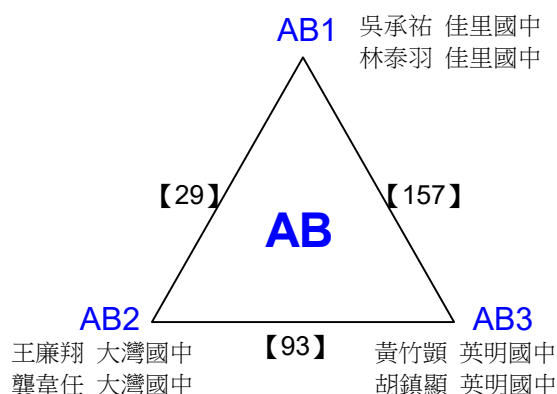 AB1
吳承祐 佳里國中
林泰羽 佳里國中
【29】
【157】
AB
AB2
AB3
王廉翔 大灣國中
【93】
黃竹顗 英明國中
龔韋任 大灣國中
胡鎮顯 英明國中